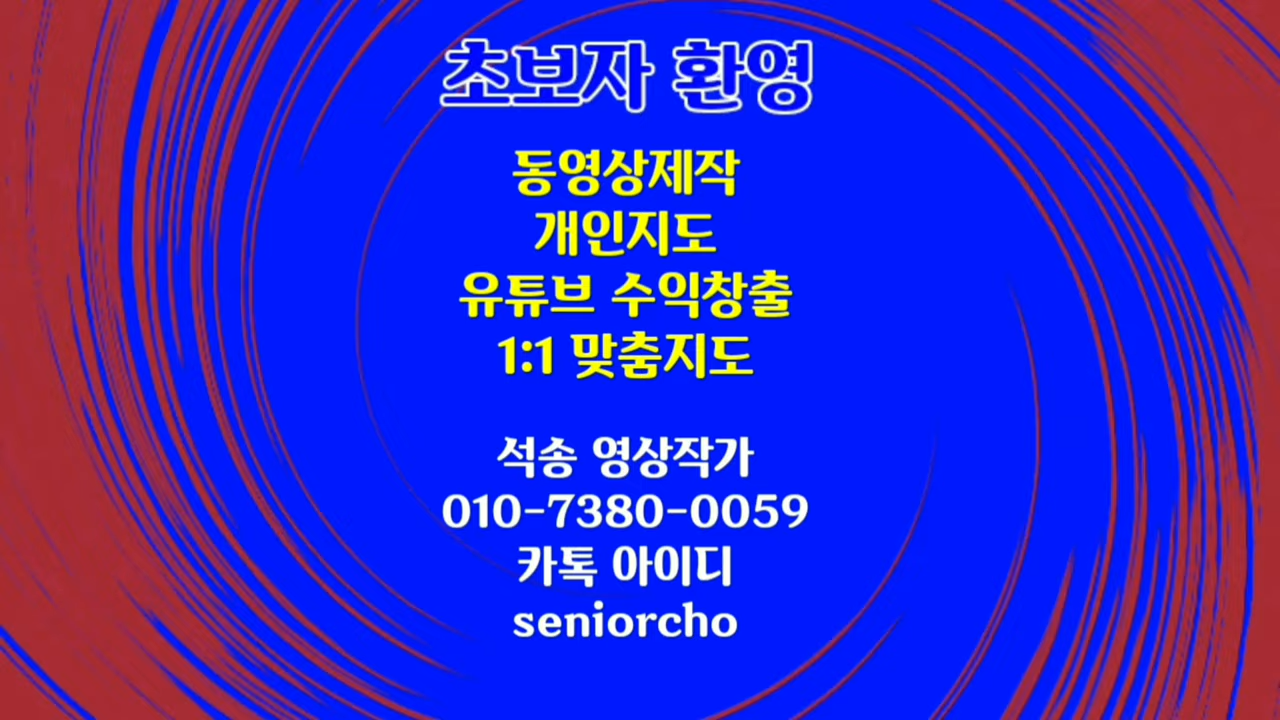 초보자 환영
동영상제작
개인지도
유튜브 수익창출
1:1 맞춤지도
석송 영상작가
010-7380-0059
카톡 아이디
seniorcho